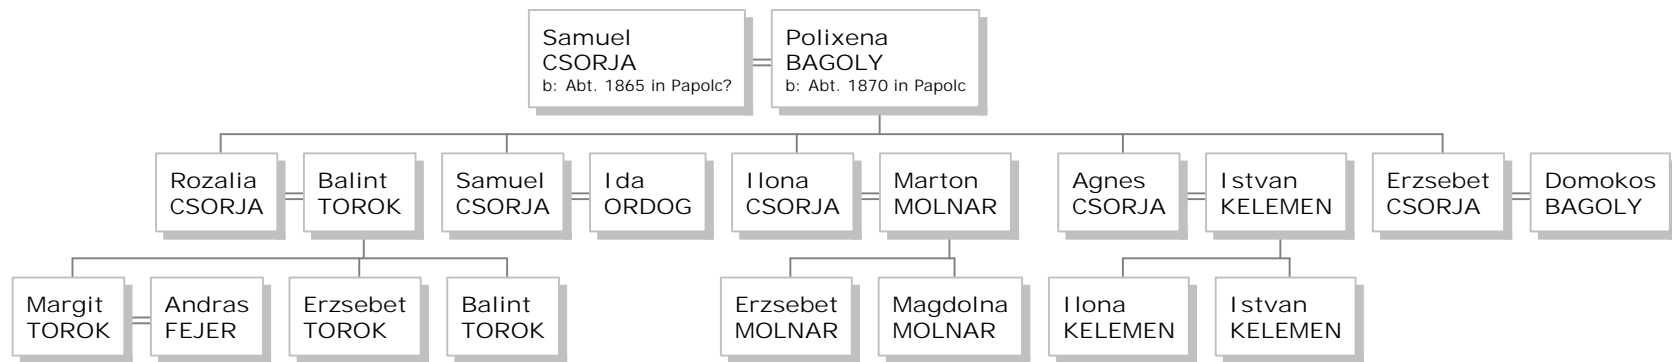 Samuel
CSORJA
b: Abt. 1865 in Papolc?
Polixena
BAGOLY
b: Abt. 1870 in Papolc
Rozalia
CSORJA
Balint
TOROK
Samuel
CSORJA
Ida
ORDOG
Ilona
CSORJA
Marton
MOLNAR
Agnes
CSORJA
Istvan
KELEMEN
Erzsebet
CSORJA
Domokos
BAGOLY
Margit
TOROK
Andras
FEJER
Erzsebet
TOROK
Balint
TOROK
Erzsebet
MOLNAR
Magdolna
MOLNAR
Ilona
KELEMEN
Istvan
KELEMEN